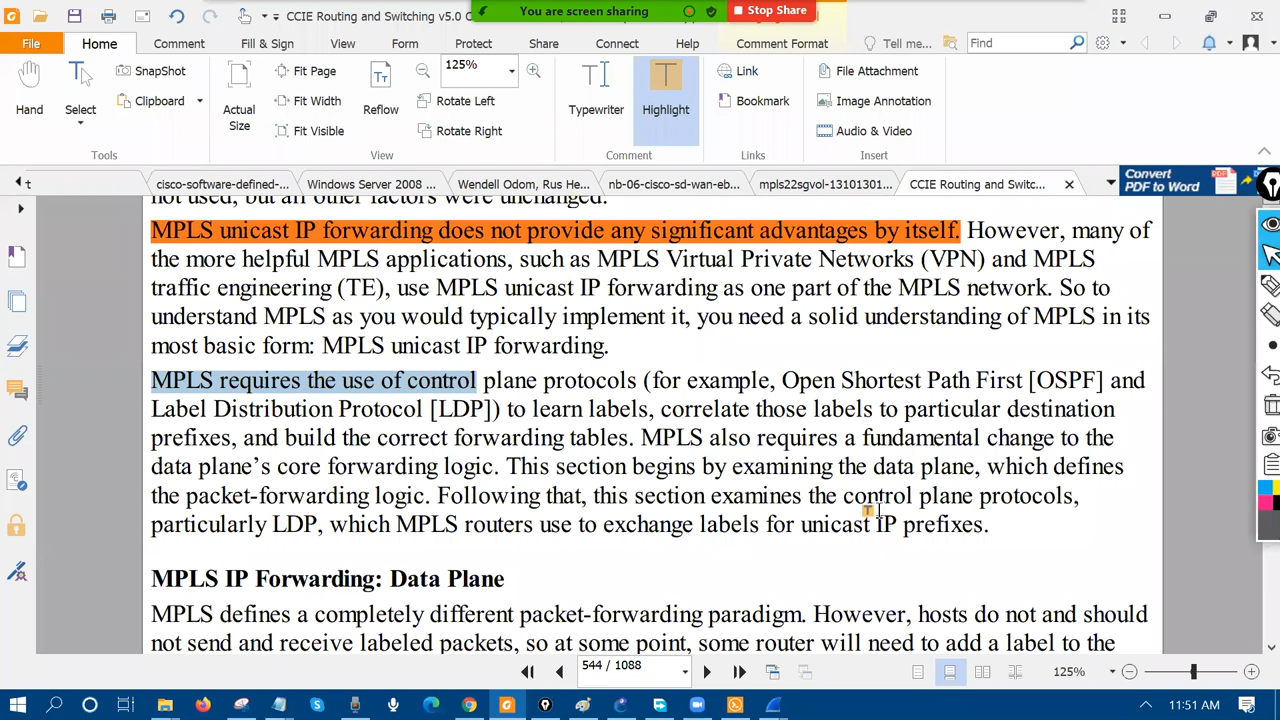 CCIE Routing and Switching v5.0 C
You are screen sharing
Stop Share
File
Home
Comment
Fill & Sign
View
Form
Protect
Share
Connect
Help
Comment Format
Tell me...
Find
Hand
Select
SnapShot
Clipboard
Actual Size
Fit Page
Fit Width
Fit Visible
Reflow
125%
Rotate Left
Rotate Right
Typewriter
Highlight
Link
Bookmark
File Attachment
Image Annotation
Audio & Video
Tools
View
Comment
Links
Insert
t
cisco-software-defined-...
Windows Server 2008 ...
Wendell Odom, Rus He...
nb-06-cisco-sd-wan-eb...
mpls22sgvol-13101301...
CCIE Routing and Switc...
Convert PDF to Word
not used, but all other factors were unchanged.
MPLS unicast IP forwarding does not provide any significant advantages by itself. However, many of
the more helpful MPLS applications, such as MPLS Virtual Private Networks (VPN) and MPLS
traffic engineering (TE), use MPLS unicast IP forwarding as one part of the MPLS network. So to
understand MPLS as you would typically implement it, you need a solid understanding of MPLS in its
most basic form: MPLS unicast IP forwarding.
MPLS requires the use of control plane protocols (for example, Open Shortest Path First [OSPF] and
Label Distribution Protocol [LDP]) to learn labels, correlate those labels to particular destination
prefixes, and build the correct forwarding tables. MPLS also requires a fundamental change to the
data plane’s core forwarding logic. This section begins by examining the data plane, which defines
the packet-forwarding logic. Following that, this section examines the control plane protocols,
particularly LDP, which MPLS routers use to exchange labels for unicast IP prefixes.
MPLS IP Forwarding: Data Plane
MPLS defines a completely different packet-forwarding paradigm. However, hosts do not and should
not send and receive labeled packets, so at some point, some router will need to add a label to the
544 / 1088
125%
11:51 AM